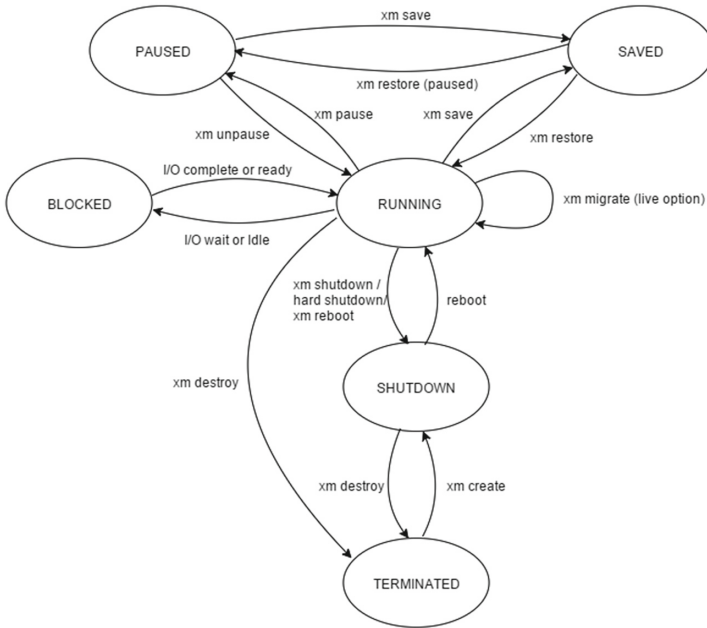 xm save
PAUSED
SAVED
xm restore (paused)
xm pause
xm save
xm unpause
xm restore
I/O complete or ready
BLOCKED
RUNNING
xm migrate (live option)
I/O wait or Idle
xm shutdown /
hard shutdown/
xm reboot
reboot
xm destroy
SHUTDOWN
xm destroy
xm create
TERMINATED